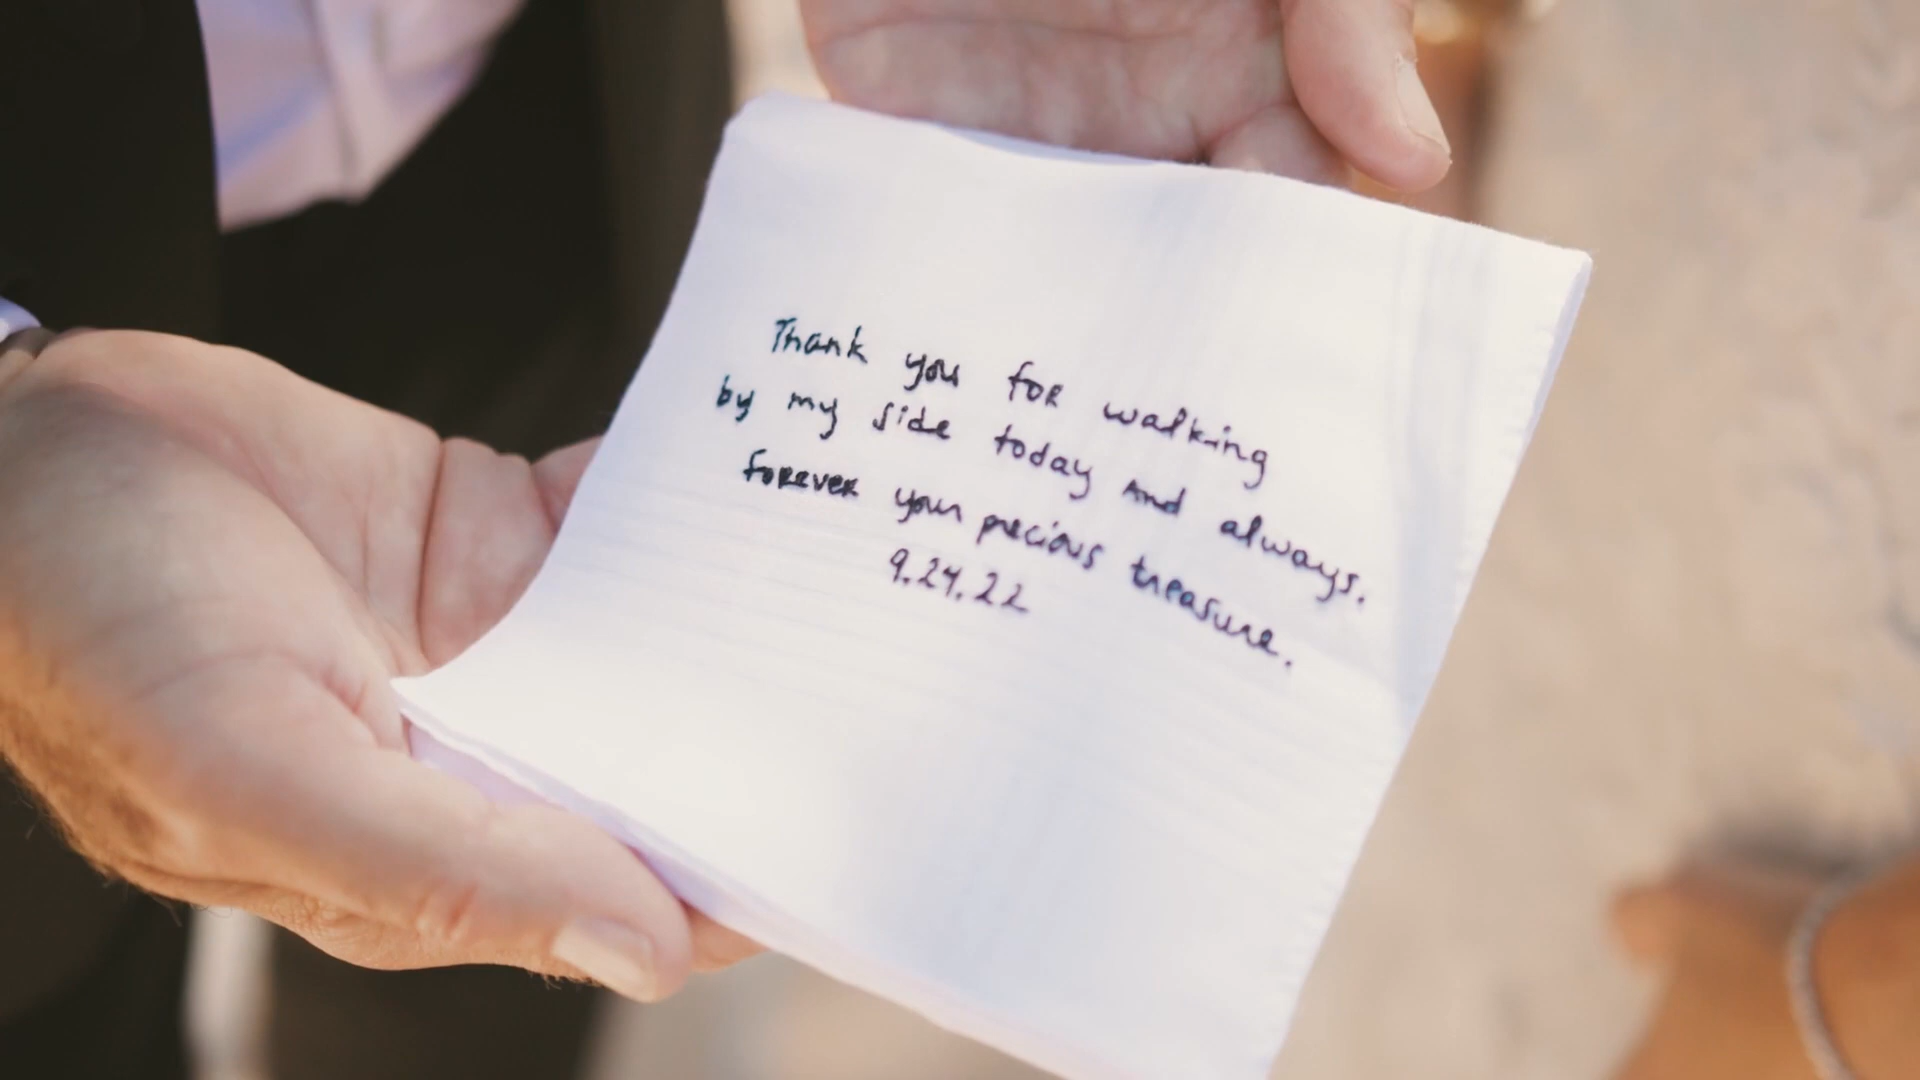 Thank you for walking
by my side today and always.
forever your precious treasure.
9.24.22